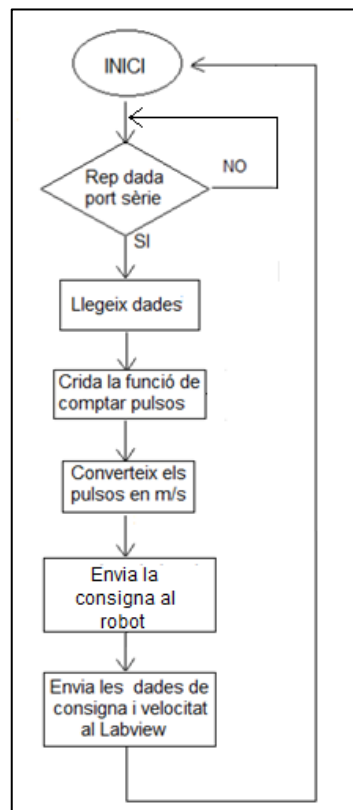 INICI
Rep dada
port sèrie
NO
SI
Llegeix dades
Crida la funció de
comptar pulsos
Converteix els
pulsos en m/s
Envia la
consigna al
robot
Envia les dades de
consigna i velocitat
al Labview